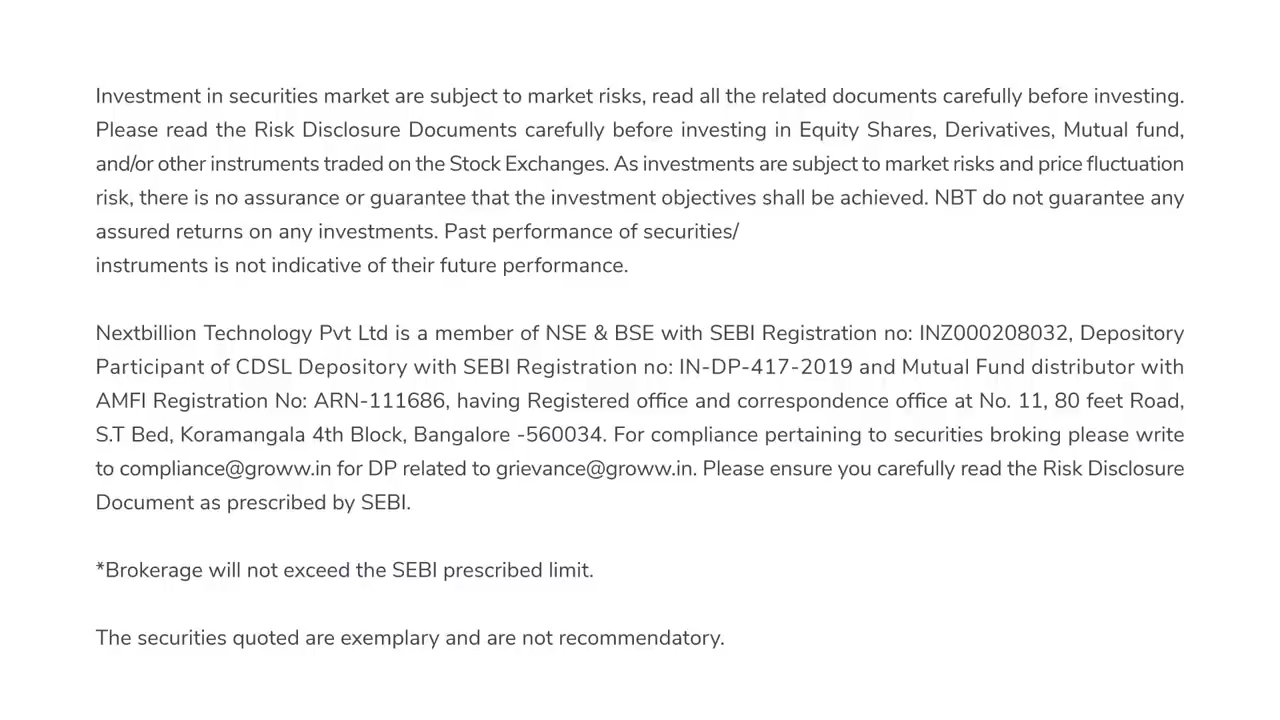 Investment in securities market are subject to market risks, read all the related documents carefully before investing.
Please read the Risk Disclosure Documents carefully before investing in Equity Shares, Derivatives, Mutual fund,
and/or other instruments traded on the Stock Exchanges. As investments are subject to market risks and price fluctuation
risk, there is no assurance or guarantee that the investment objectives shall be achieved. NBT do not guarantee any
assured returns on any investments. Past performance of securities/
instruments is not indicative of their future performance.
Nextbillion Technology Pvt Ltd is a member of NSE & BSE with SEBI Registration no: INZ000208032, Depository
Participant of CDSL Depository with SEBI Registration no: IN-DP-417-2019 and Mutual Fund distributor with
AMFI Registration No: ARN-111686, having Registered office and correspondence office at No. 11, 80 feet Road,
S.T Bed, Koramangala 4th Block, Bangalore -560034. For compliance pertaining to securities broking please write
to compliance@groww.in for DP related to grievance@groww.in. Please ensure you carefully read the Risk Disclosure
Document as prescribed by SEBI.
*Brokerage will not exceed the SEBI prescribed limit.
The securities quoted are exemplary and are not recommendatory.